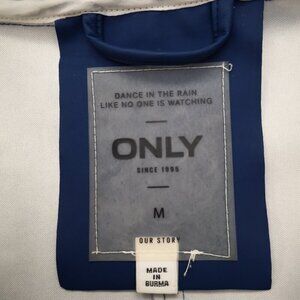 DANCE IN THE RAIN
LIKE NO ONE IS WATCHING
ONLY
SINCE 1995
M
OUR STORY
MADE
IN
BURMA